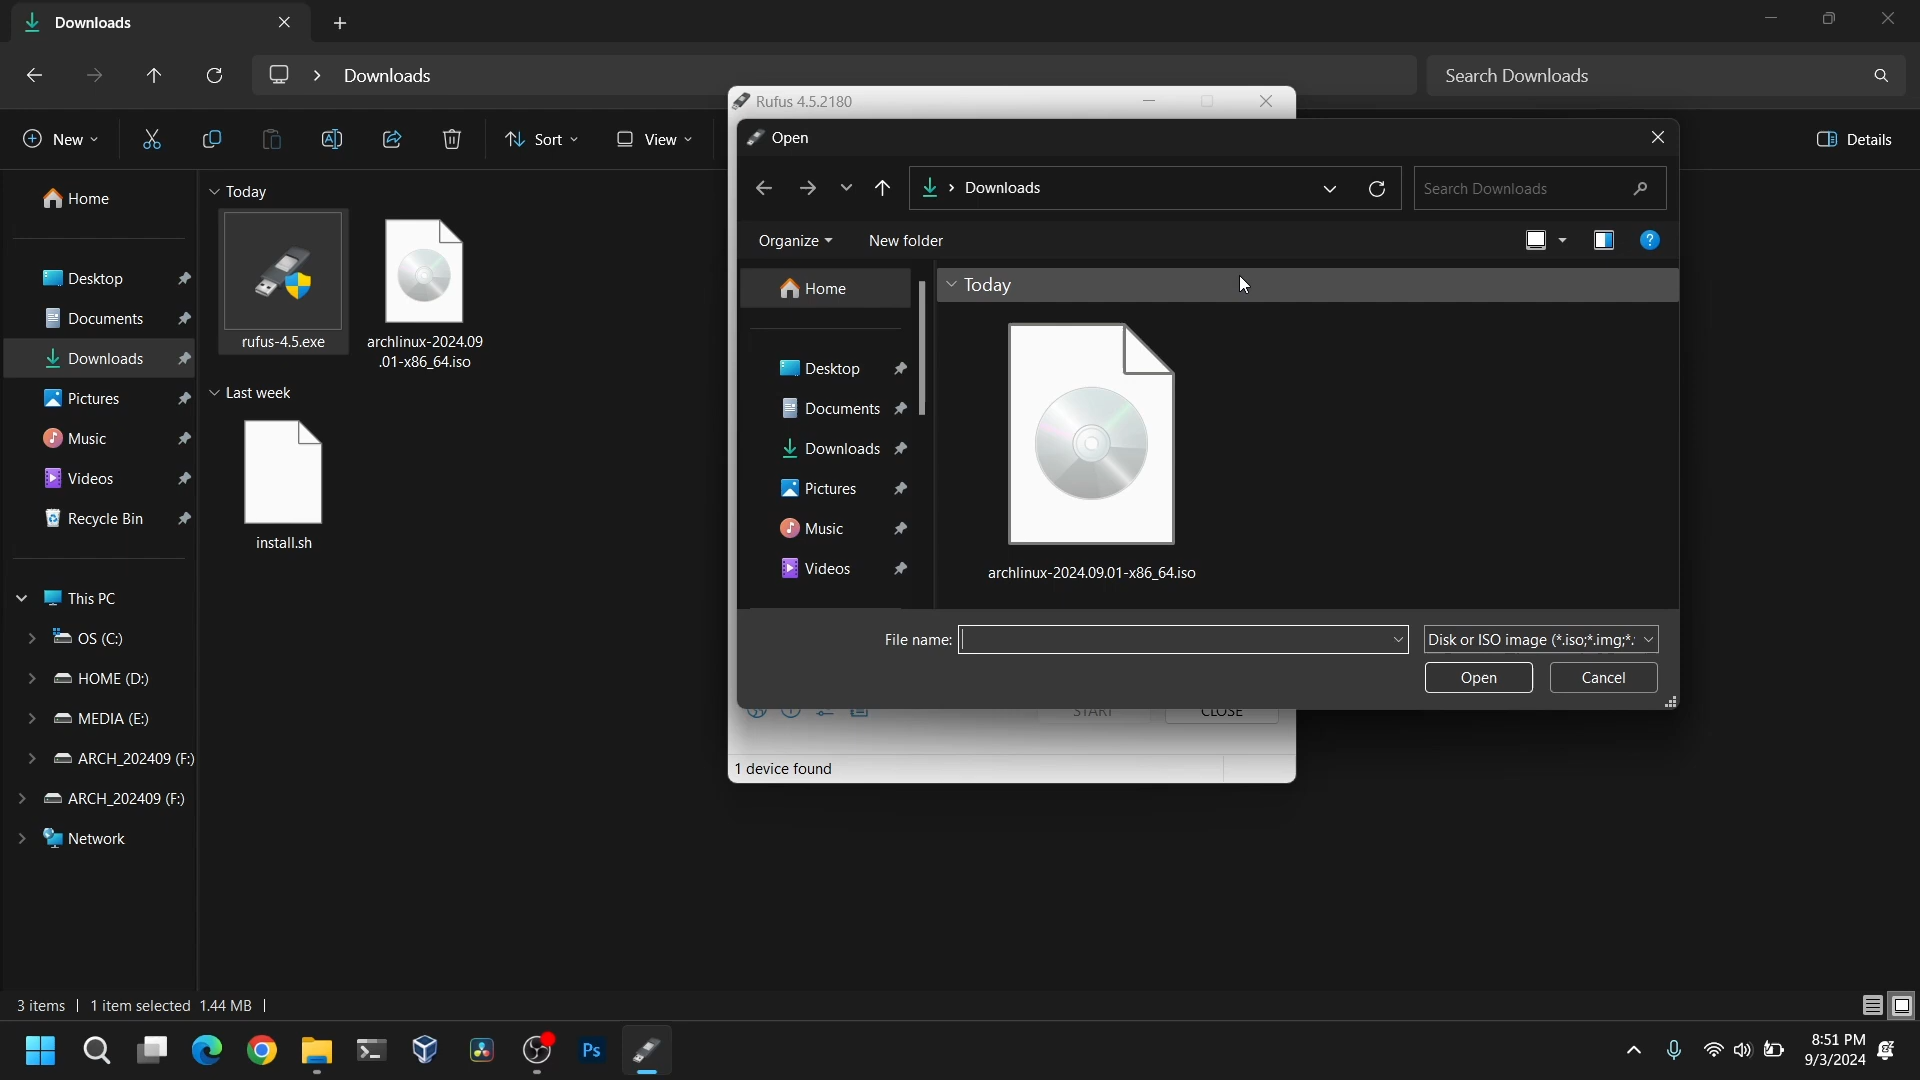 Downloads
Downloads
Search Downloads
New
Sort
View
Details
Home
Desktop
Documents
Downloads
Pictures
Music
Videos
Recycle Bin
This PC
OS (C:)
HOME (D:)
MEDIA (E:)
ARCH_202409 (F:)
ARCH_202409 (F:)
Network
Today
rufus-4.5.exe
archlinux-2024.09
.01-x86_64.iso
Last week
install.sh
Rufus 4.5.2180
Open
Downloads
Search Downloads
Organize
New folder
Home
Desktop
Documents
Downloads
Pictures
Music
Videos
Today
archlinux-2024.09.01-x86_64.iso
File name:
Disk or ISO image (*.iso;*.img;*.
Open
Cancel
START
CLOSE
1 device found
3 items
1 item selected 1.44 MB
Ps
8:51 PM
9/3/2024